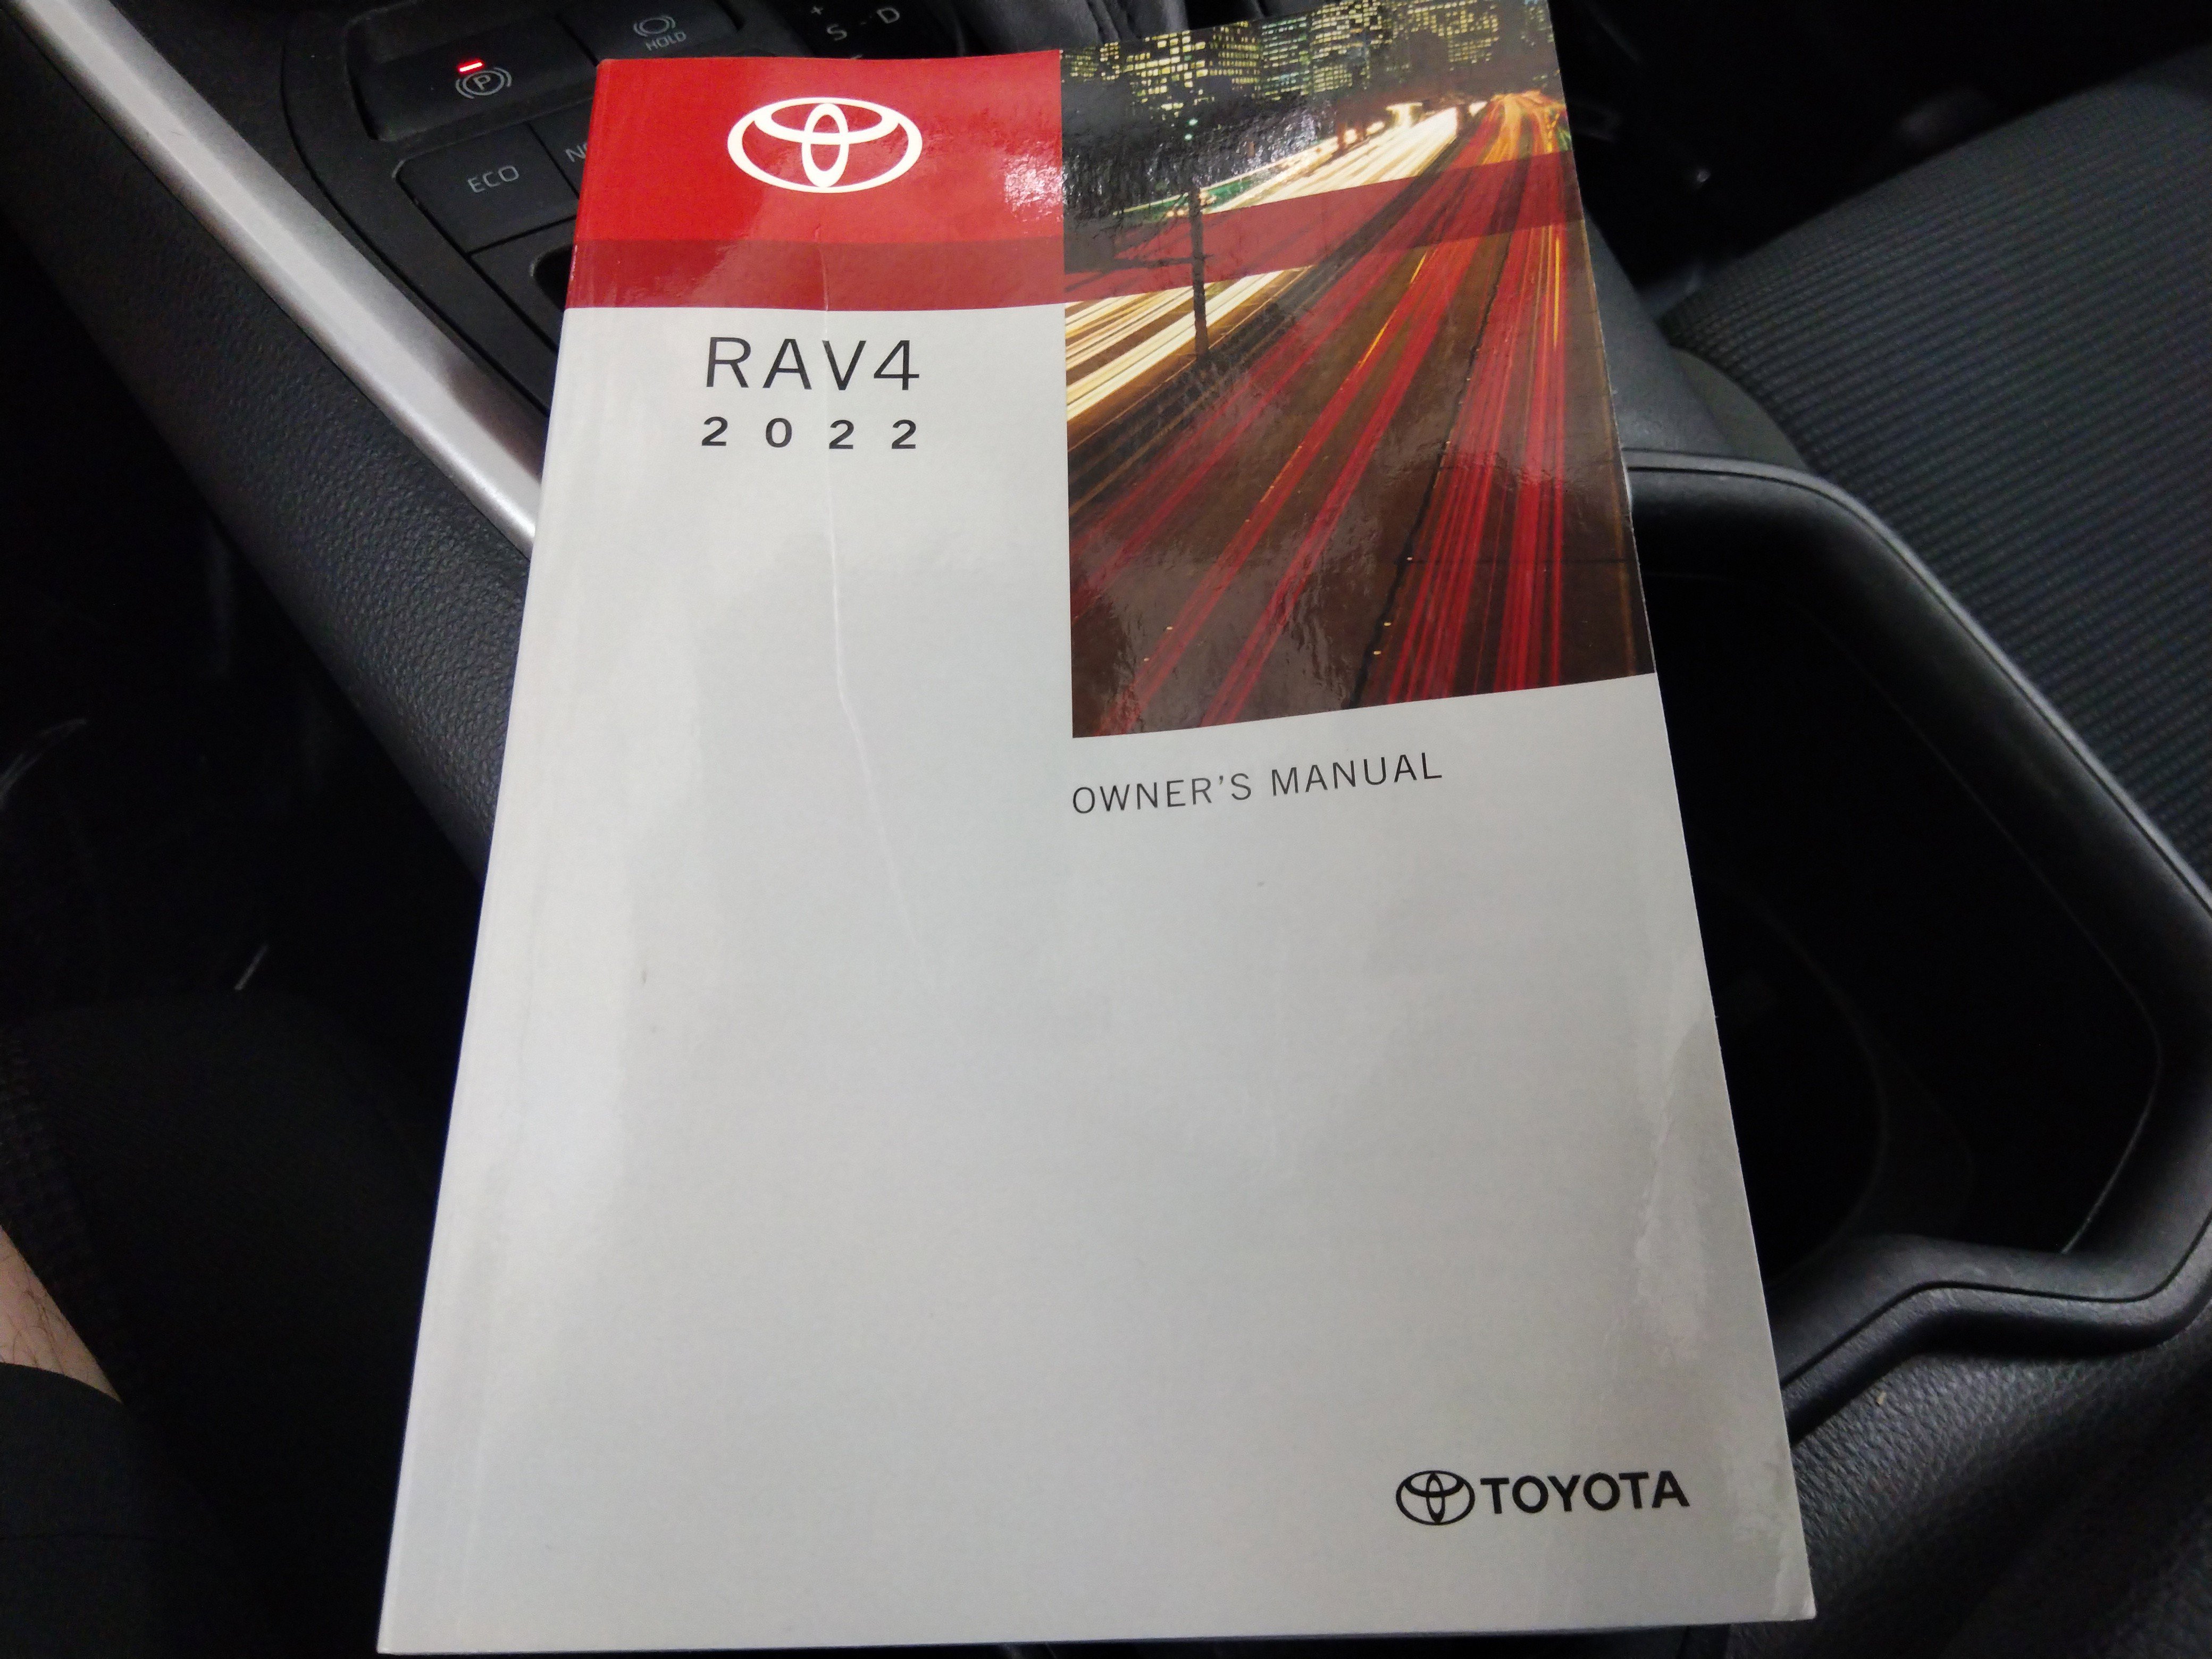 HOLD
+
S D
P
ECO
RAV4
2022
OWNER'S MANUAL
TOYOTA